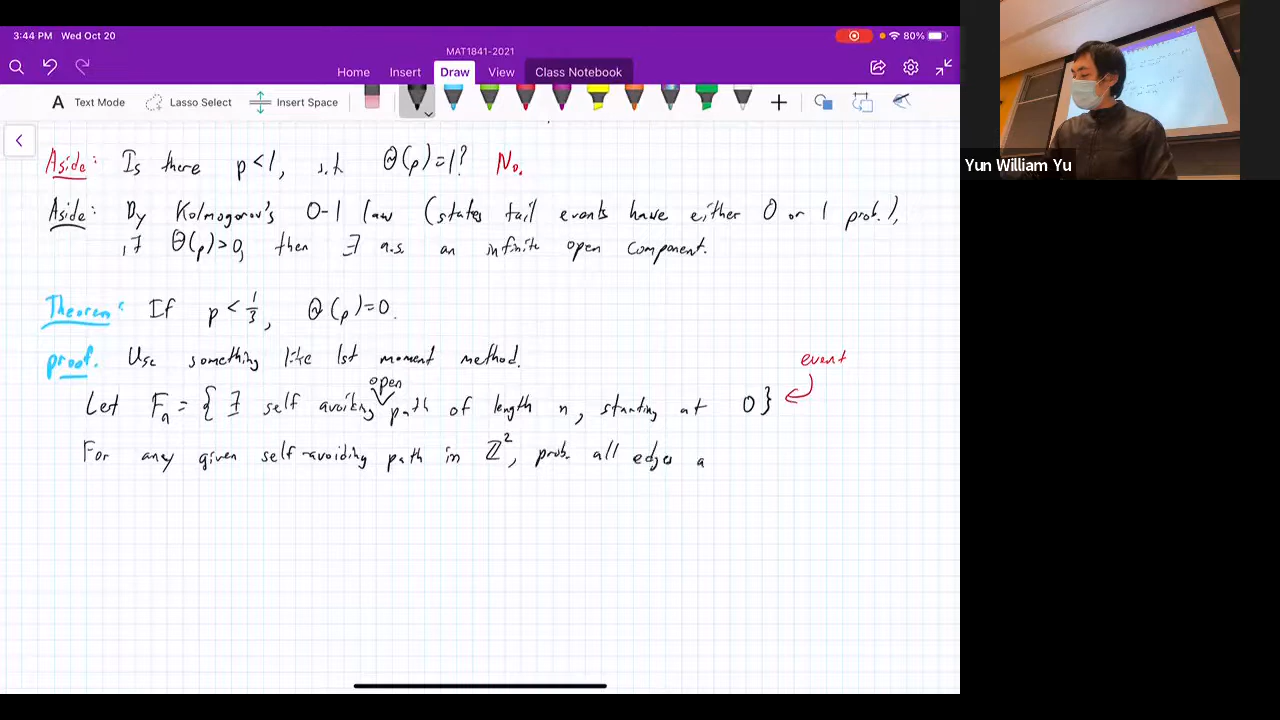 3:44 PM Wed Oct 20
80%
MAT1841-2021
Home Insert Draw View Class Notebook
A Text Mode Lasso Select Insert Space
Aside: Is there p < 1, s.t. Θ(p)=1? No.
Aside: By Kolmogorov's 0-1 law (states tail events have either 0 or 1 prob.),
if Θ(p)>0, then ∃ a.s. an infinite open component.
Theorem: If p < 1/3, Θ(p)=0.
proof. Use something like 1st moment method.
event
open
Let Fₙ = { ∃ self avoiding path of length n, starting at 0}
For any given self-avoiding path in ℤ², prob. all edges a
Yun William Yu